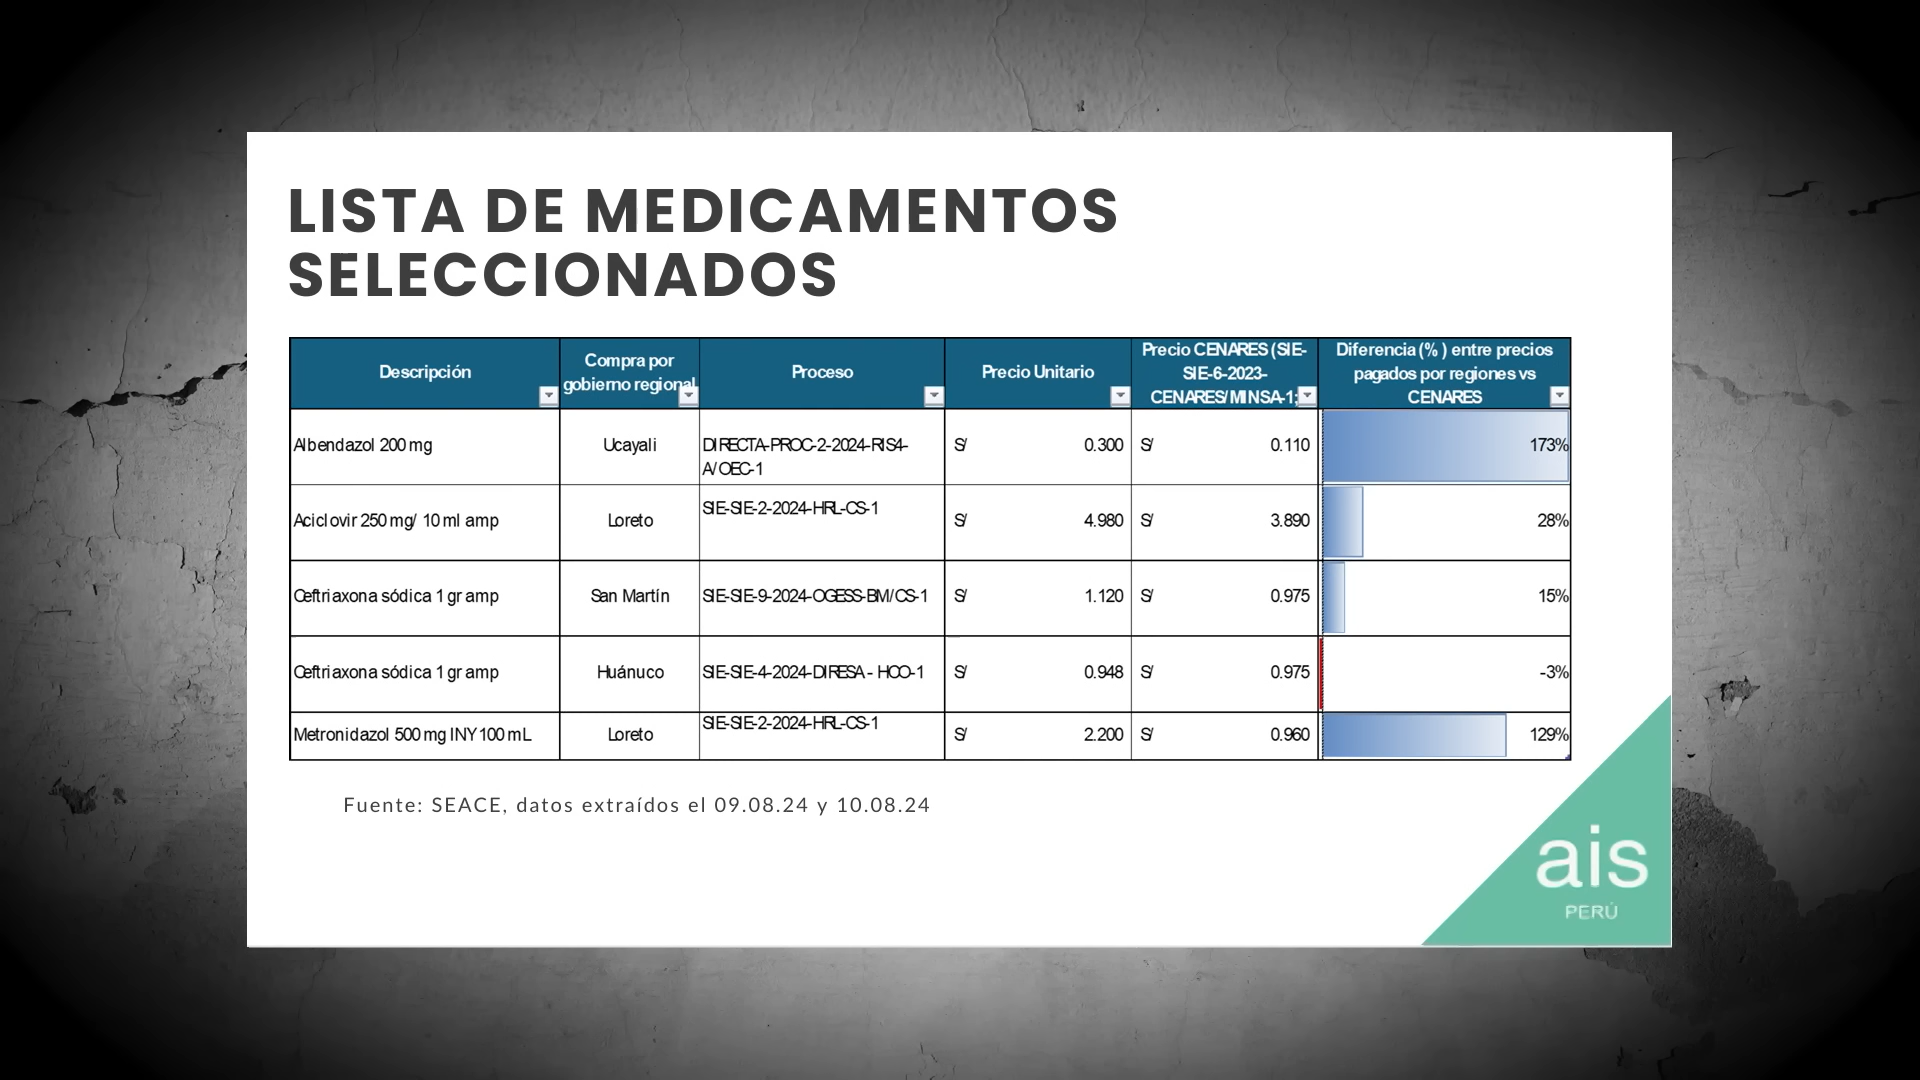 LISTA DE MEDICAMENTOS
SELECCIONADOS
Descripción
Compra por
gobierno regional
Proceso
Precio Unitario
Precio CENARES (SIE-
SIE-6-2023-
CENARES/MINSA-1;
Diferencia (%) entre precios
pagados por regiones vs
CENARES
Albendazol 200 mg Ucayali DIRECTA-PROC-2-2024-RIS4- S/ 0.300 S/ 0.110 173%
A/OEC-1
Aciclovir 250 mg/ 10 ml amp Loreto SIE-SIE-2-2024-HRL-CS-1 S/ 4.980 S/ 3.890 28%
Ceftriaxona sódica 1 gr amp San Martín SIE-SIE-9-2024-OGESS-BM/CS-1 S/ 1.120 S/ 0.975 15%
Ceftriaxona sódica 1 gr amp Huánuco SIE-SIE-4-2024-DIRESA - HCO-1 S/ 0.948 S/ 0.975 -3%
Metronidazol 500 mg INY 100 mL Loreto SIE-SIE-2-2024-HRL-CS-1 S/ 2.200 S/ 0.960 129%
Fuente: SEACE, datos extraídos el 09.08.24 y 10.08.24
ais
PERÚ